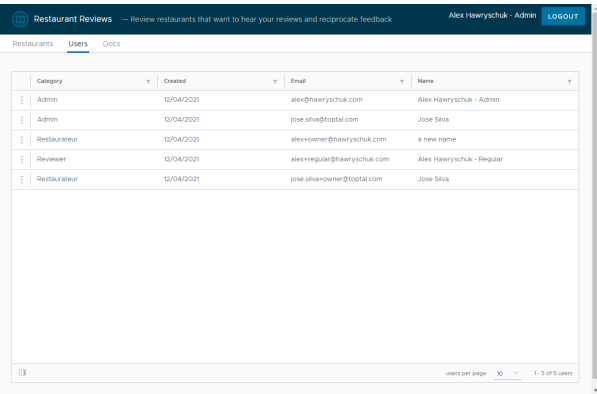 Restaurant Reviews — Review restaurants that want to hear your reviews and reciprocate feedback Alex Hawryschuk - Admin LOGOUT
Restaurants Users Docs
Category Created Email Name
Admin 12/04/2021 alex@hawryschuk.com Alex Hawryschuk - Admin
Admin 12/04/2021 jose.silva@toptal.com Jose Silva
Restaurateur 12/04/2021 alex+owner@hawryschuk.com a new name
Reviewer 12/04/2021 alex+regular@hawryschuk.com Alex Hawryschuk - Regular
Restaurateur 12/04/2021 jose.silva+owner@toptal.com Jose Silva
users per page 10 1 - 5 of 5 users